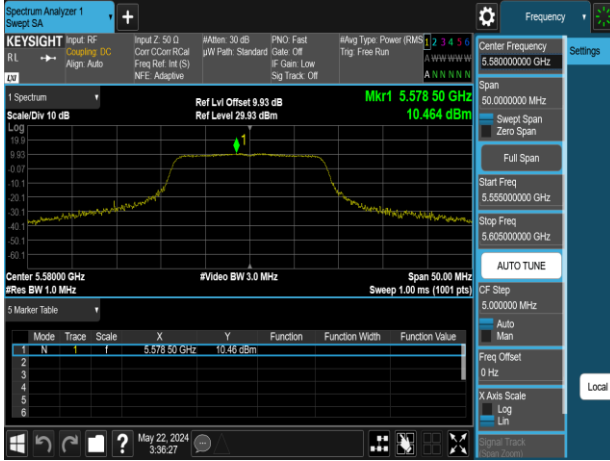 Spectrum Analyzer 1
Swept SA
+
Frequency
KEYSIGHT
Input: RF
Coupling: DC
Align: Auto
Input Z: 50 Ω
Corr CCorr RCal
Freq Ref: Int (S)
NFE: Adaptive
#Atten: 30 dB
µW Path: Standard
PNO: Fast
Gate: Off
IF Gain: Low
Sig Track: Off
#Avg Type: Power (RMS
Trig: Free Run
1 2 3 4 5 6
A W W W W W
A N N N N N
R L
LXI
1 Spectrum
Scale/Div 10 dB
Ref Lvl Offset 9.93 dB
Ref Level 29.93 dBm
Mkr1 5.578 50 GHz
10.464 dBm
Log
19.9
9.93
-0.07
-10.1
-20.1
-30.1
-40.1
-50.1
-60.1
1
Center 5.58000 GHz
#Res BW 1.0 MHz
#Video BW 3.0 MHz
Span 50.00 MHz
Sweep 1.00 ms (1001 pts)
5 Marker Table
Mode Trace Scale X Y Function Function Width Function Value
1 N 1 f 5.578 50 GHz 10.46 dBm
2
3
4
5
6
May 22, 2024
3:36:27
Center Frequency
5.580000000 GHz
Span
50.0000000 MHz
Swept Span
Zero Span
Full Span
Start Freq
5.555000000 GHz
Stop Freq
5.605000000 GHz
AUTO TUNE
CF Step
5.000000 MHz
Auto
Man
Freq Offset
0 Hz
X Axis Scale
Log
Lin
Signal Track
(Span Zoom)
Settings
Local